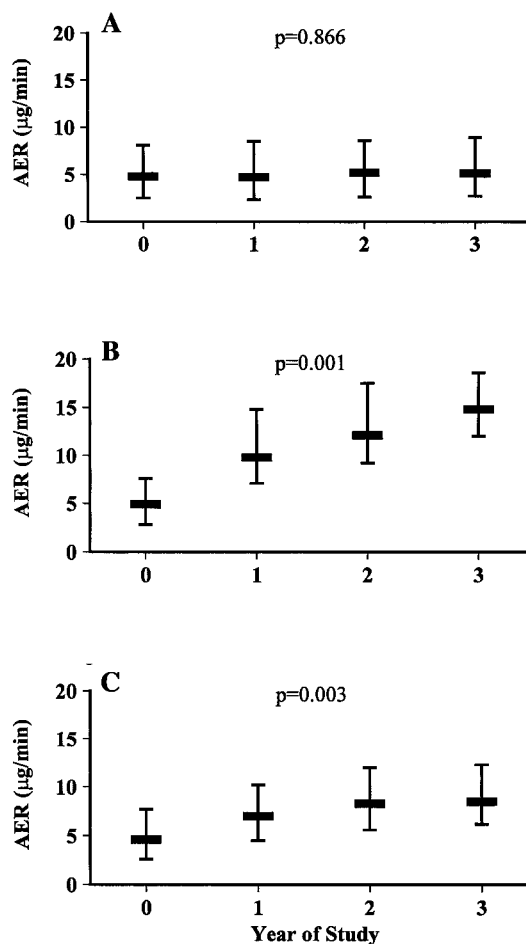 A
p=0.866
20
15
10
5
0
AER (μg/min)
0 1 2 3
B
p=0.001
20
15
10
5
0
AER (μg/min)
0 1 2 3
C
p=0.003
20
15
10
5
0
AER (μg/min)
0 1 2 3
Year of Study